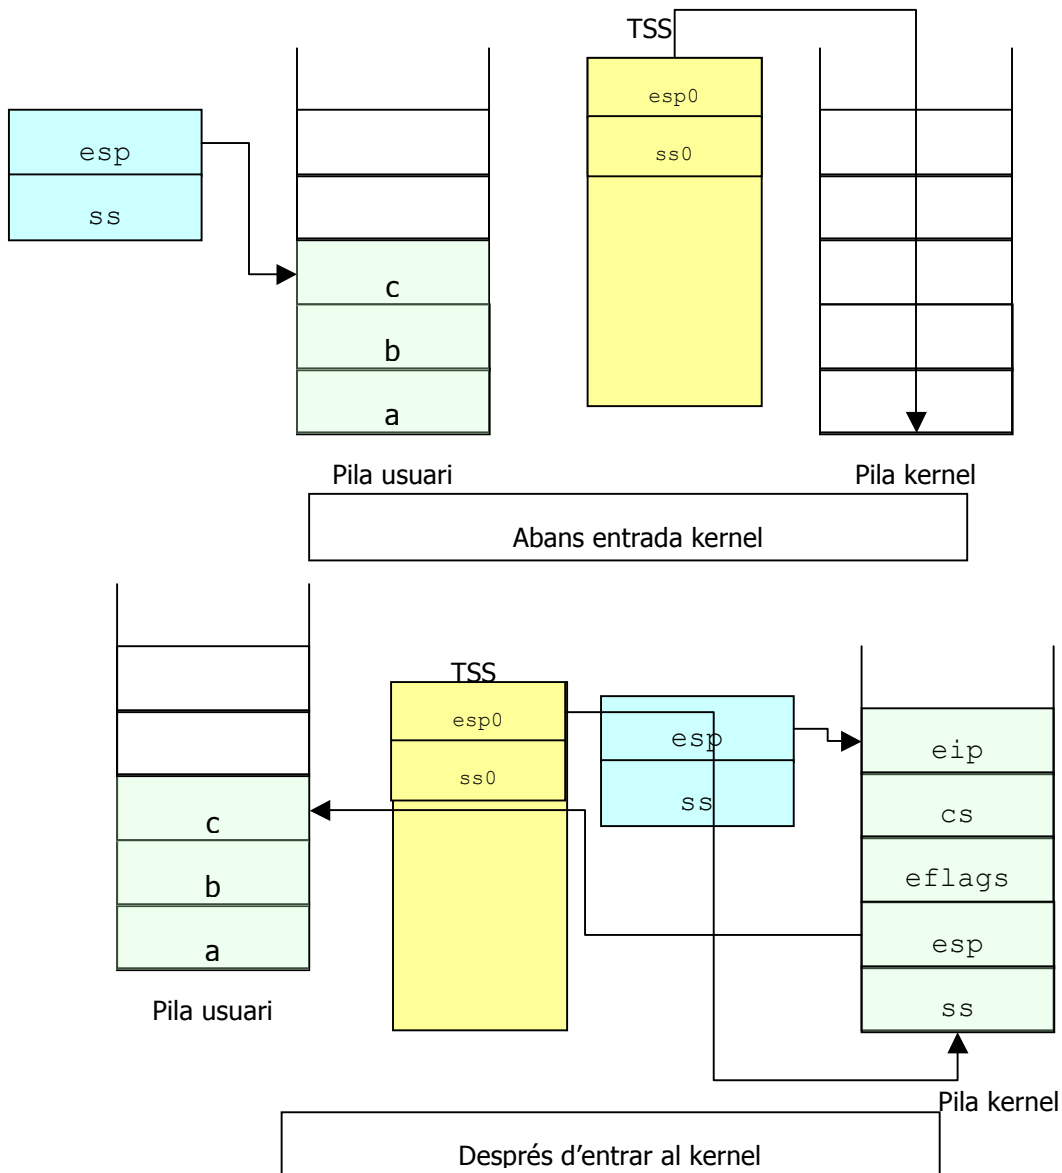 TSS
esp0
ss0
esp
ss
c
b
a
Pila usuari
Pila kernel
Abans entrada kernel
TSS
esp0
ss0
esp
ss
eip
cs
eflags
esp
ss
c
b
a
Pila usuari
Pila kernel
Després d’entrar al kernel